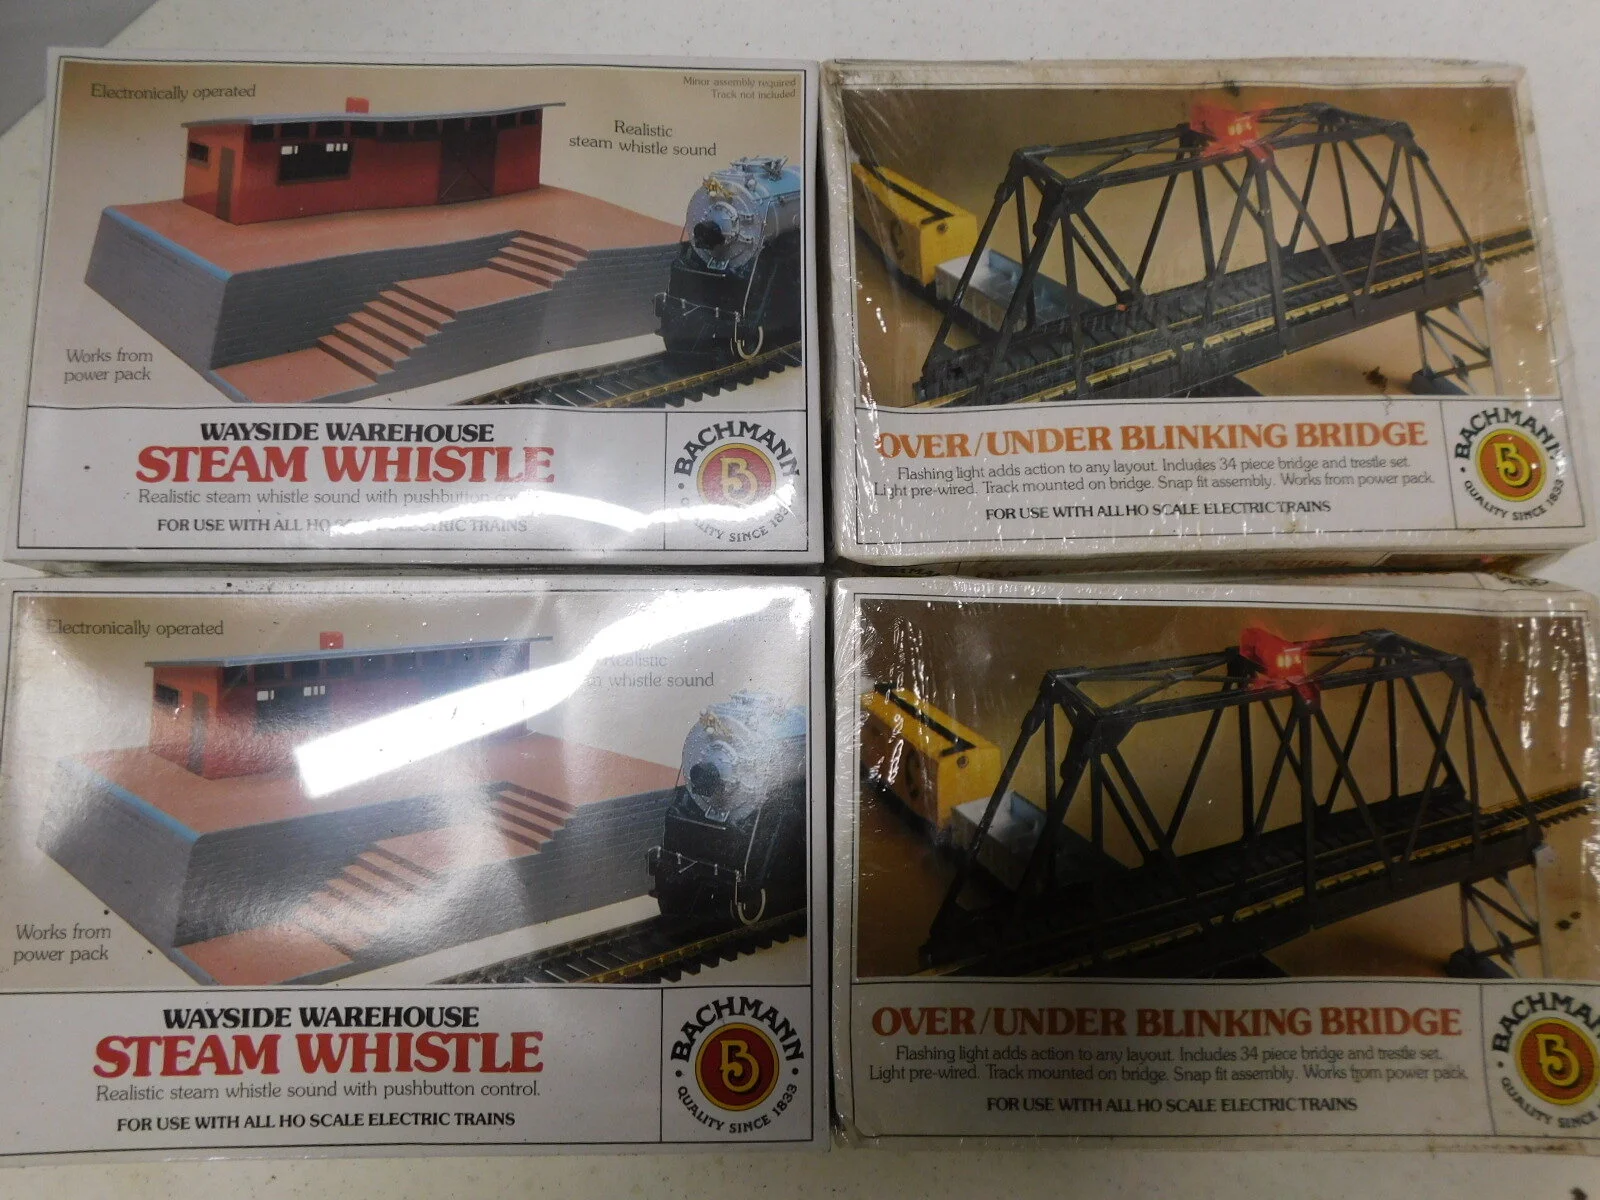 Electronically operated
Minor assemble required
Track not included
Realistic
steam whistle sound
Works from
power pack
WAYSIDE WAREHOUSE
STEAM WHISTLE
Realistic steam whistle sound with pushbutton
FOR USE WITH ALL HO ELECTRIC TRAINS
BACHMANN
B
QUALITY SINCE 1833
OVER/UNDER BLINKING BRIDGE
Flashing light adds action to any layout. Includes 34 piece bridge and trestle set.
Light pre-wired. Track mounted on bridge. Snap fit assembly. Works from power pack.
FOR USE WITH ALL HO SCALE ELECTRIC TRAINS
BACHMANN
B
QUALITY SINCE 1833
Electronically operated
Realistic
whistle sound
Works from
power pack
WAYSIDE WAREHOUSE
STEAM WHISTLE
Realistic steam whistle sound with pushbutton control.
FOR USE WITH ALL HO SCALE ELECTRIC TRAINS
BACHMANN
B
QUALITY SINCE 1833
OVER/UNDER BLINKING BRIDGE
Flashing light adds action to any layout. Includes 34 piece bridge and trestle set.
Light pre-wired. Track mounted on bridge. Snap fit assembly. Works from power pack.
FOR USE WITH ALL HO SCALE ELECTRIC TRAINS
BACHMAN
B
QUALITY SINCE